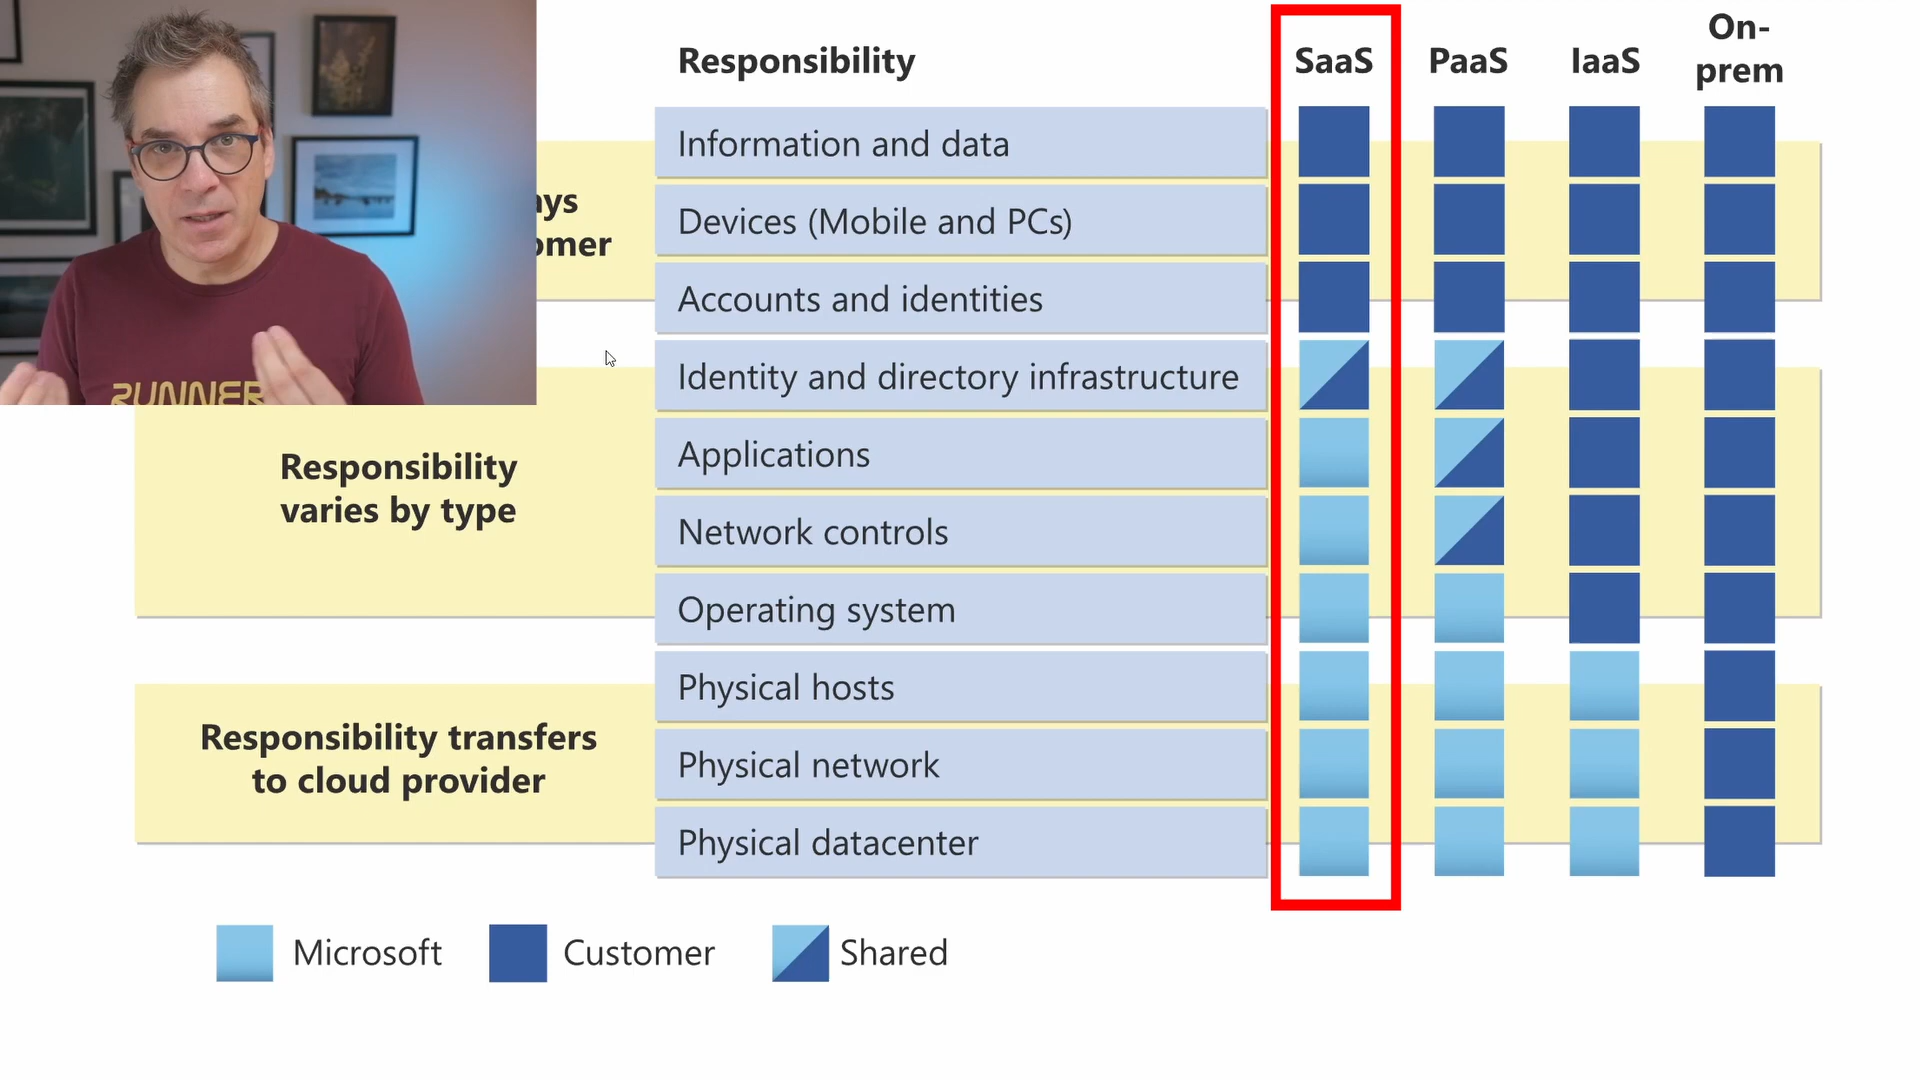 Responsibility
SaaS
PaaS
IaaS
On-
prem
Information and data
Devices (Mobile and PCs)
Accounts and identities
Identity and directory infrastructure
Applications
Network controls
Operating system
Physical hosts
Physical network
Physical datacenter
RUNNER
Responsibility
varies by type
Responsibility transfers
to cloud provider
Microsoft
Customer
Shared